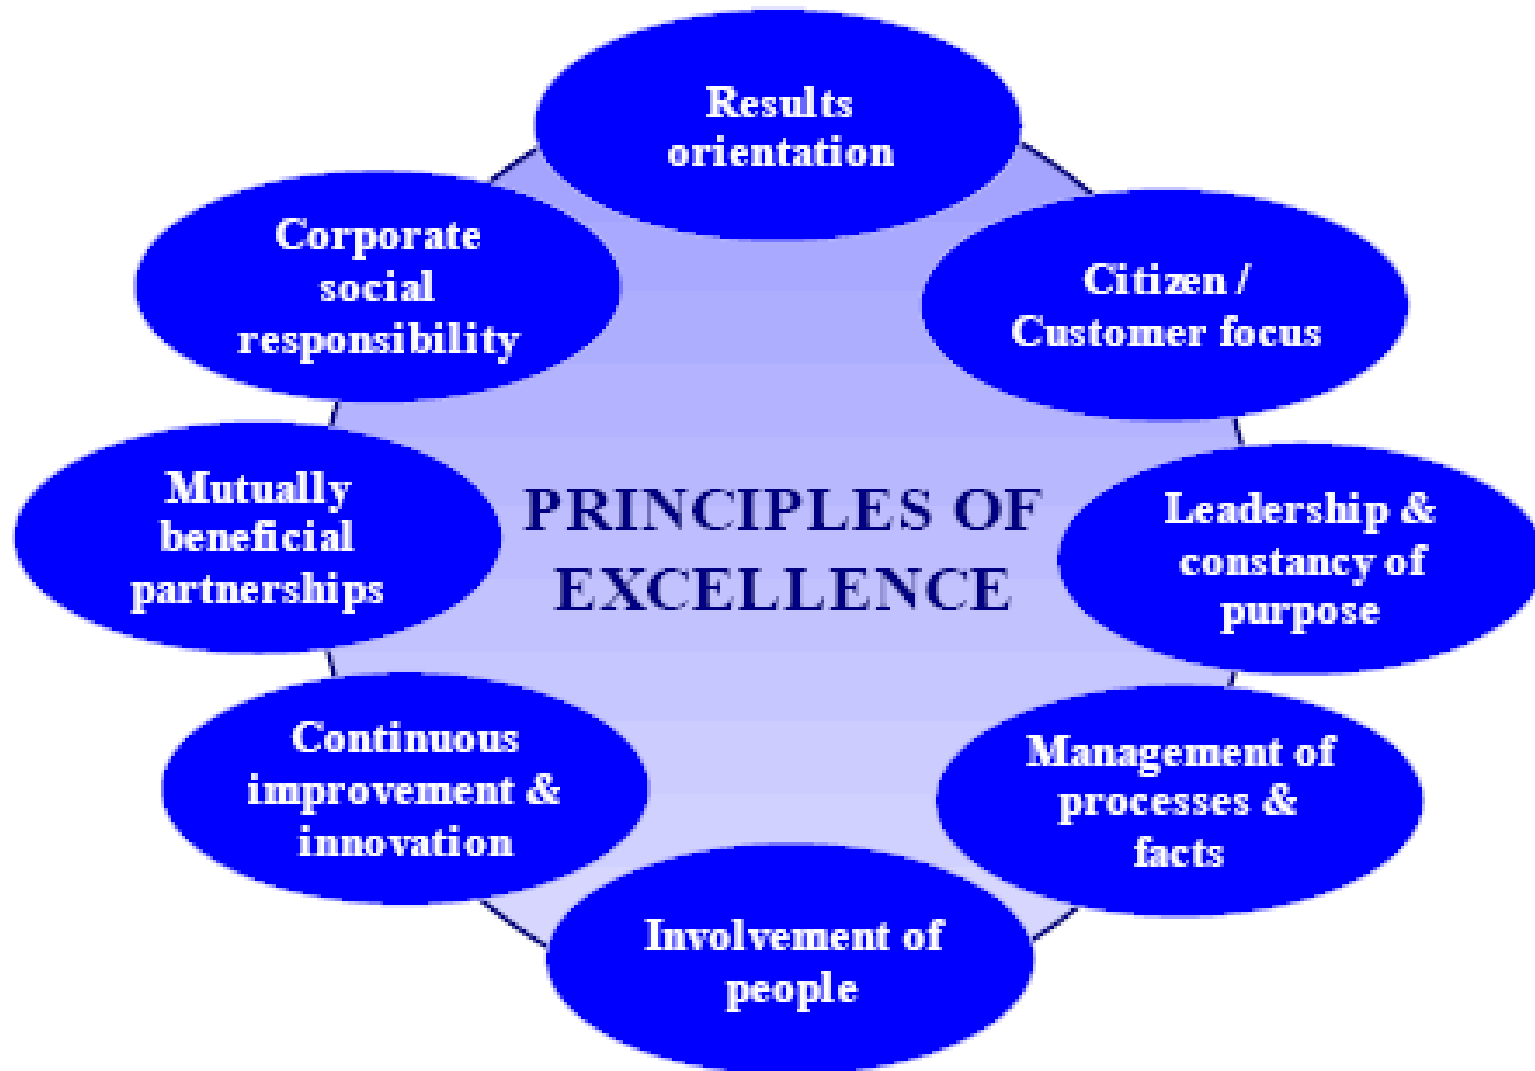 Results
orientation
Citizen /
Customer focus
Leadership &
constancy of
purpose
Management of
processes &
facts
Involvement of
people
Continuous
improvement &
innovation
Mutually
beneficial
partnerships
Corporate
social
responsibility
PRINCIPLES OF
EXCELLENCE